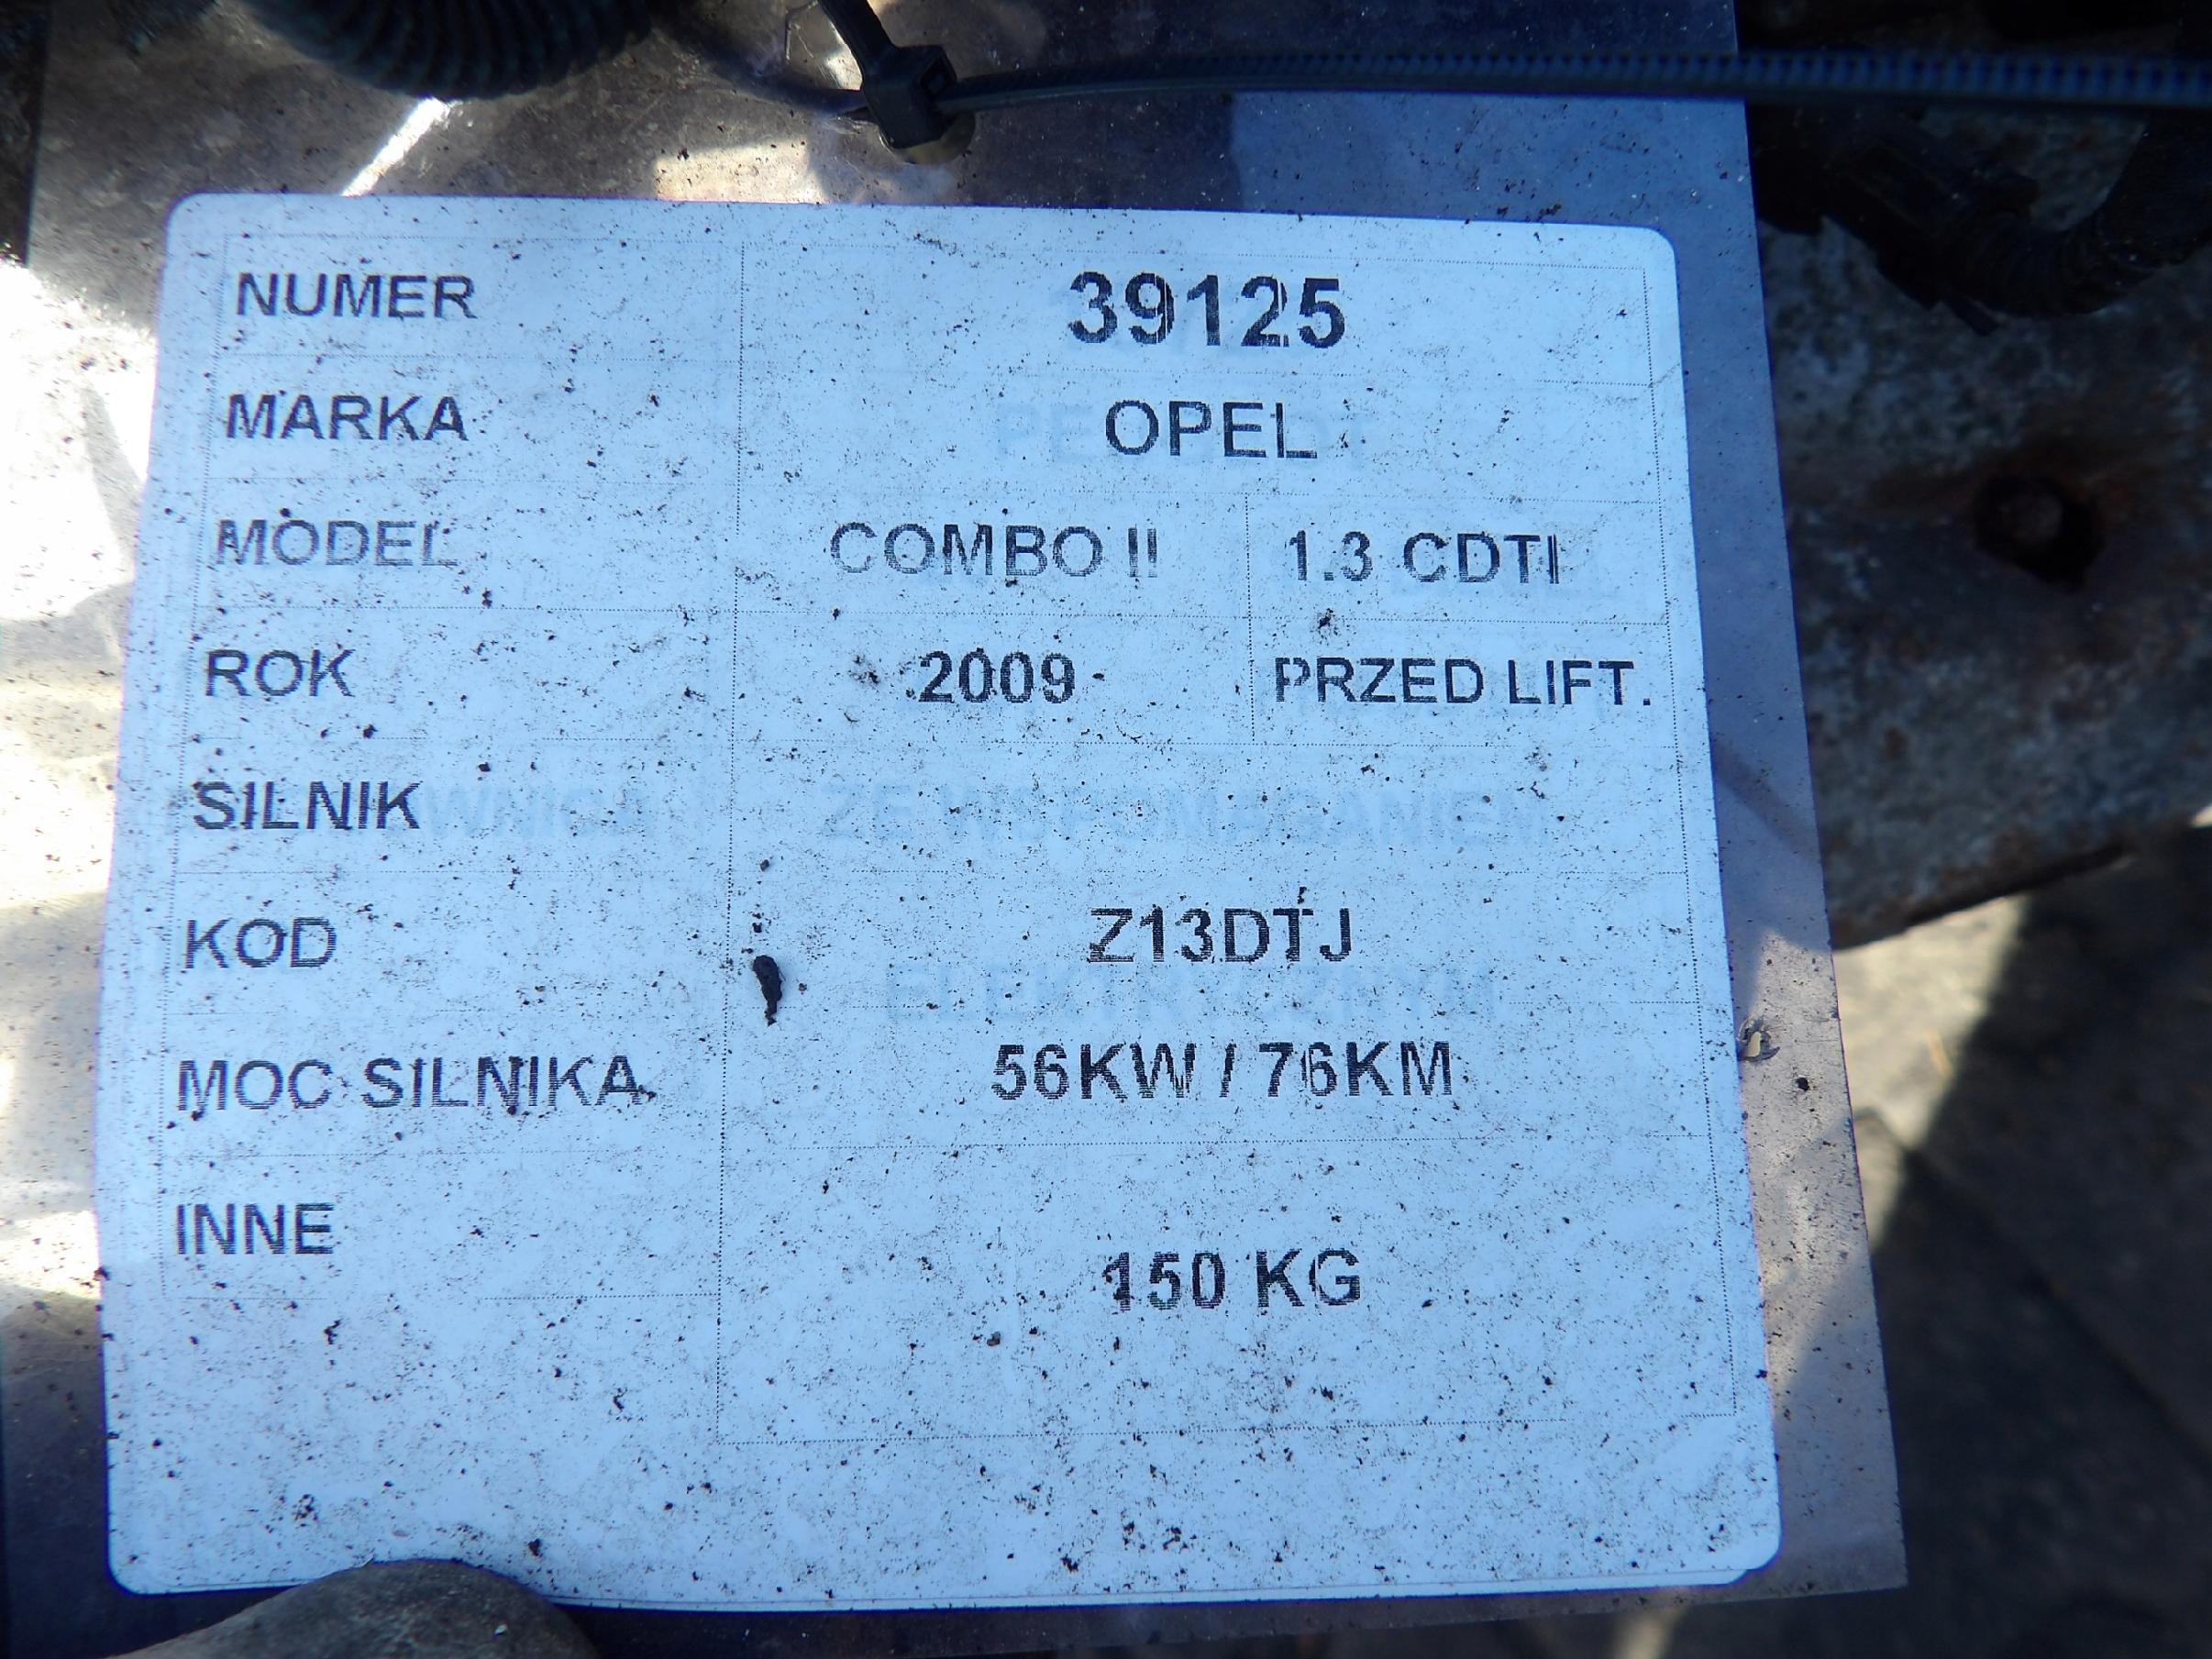 NUMER 39125
MARKA OPEL
MODEL COMBO II 1.3 CDTI
ROK 2009 PRZED LIFT.
SILNIK
KOD Z13DTJ
MOC SILNIKA 56KW / 76KM
INNE
150 KG